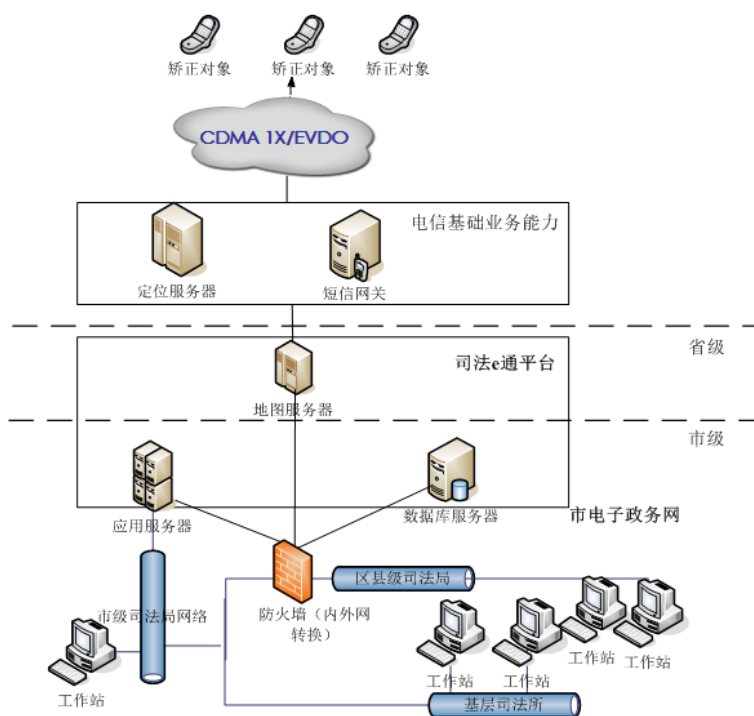 矫正对象
矫正对象
矫正对象
CDMA 1X/EVDO
电信基础业务能力
定位服务器
短信网关
省级
司法e通平台
地图服务器
市级
应用服务器
数据库服务器
市电子政务网
市级司法局网络
防火墙（内外网
转换）
区县级司法局
工作站
工作站
工作站
工作站
工作站
基层司法所